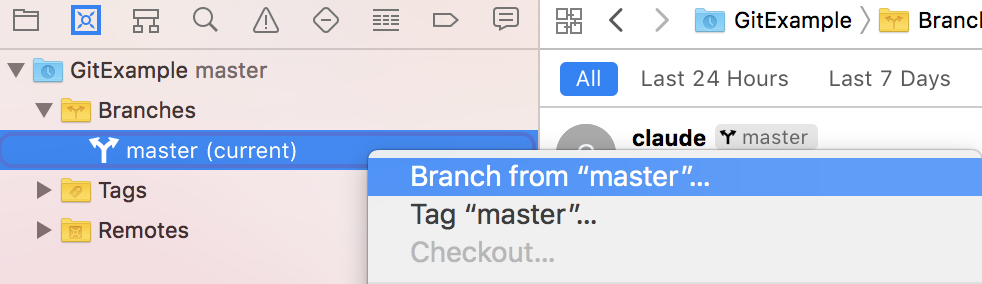 GitExample master
Branches
master (current)
Tags
Remotes
GitExample
Branc
All Last 24 Hours Last 7 Days
claude master
Branch from “master”...
Tag “master”...
Checkout...